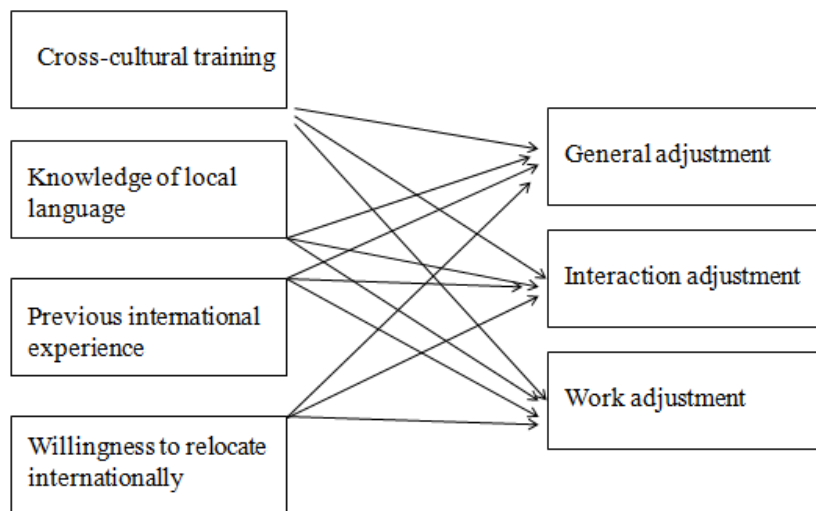 Cross-cultural training
Knowledge of local
language
Previous international
experience
Willingness to relocate
internationally
General adjustment
Interaction adjustment
Work adjustment